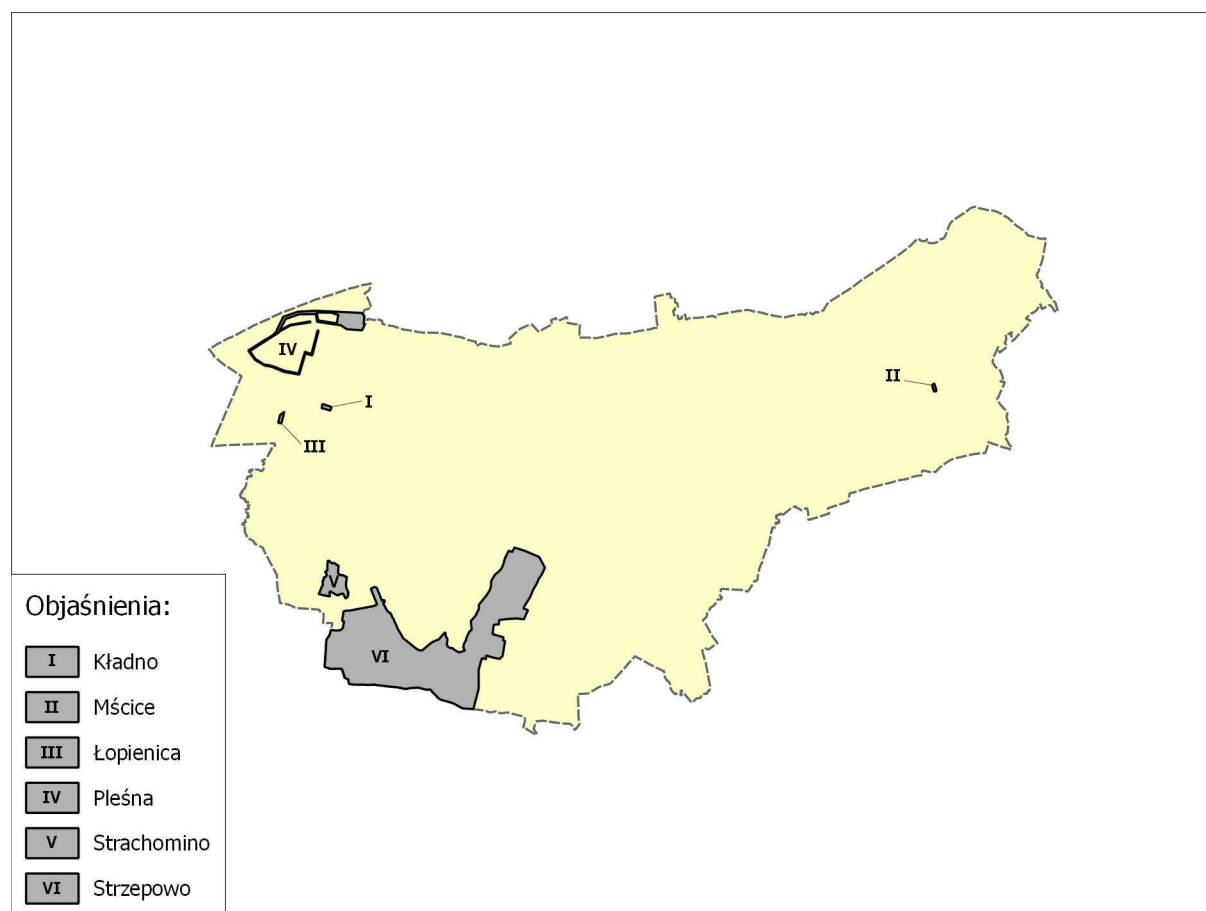 IV
II
I
III
V
VI
Objaśnienia:
I Kładno
II Mścice
III Łopienica
IV Pleśna
V Strachomino
VI Strzepowo